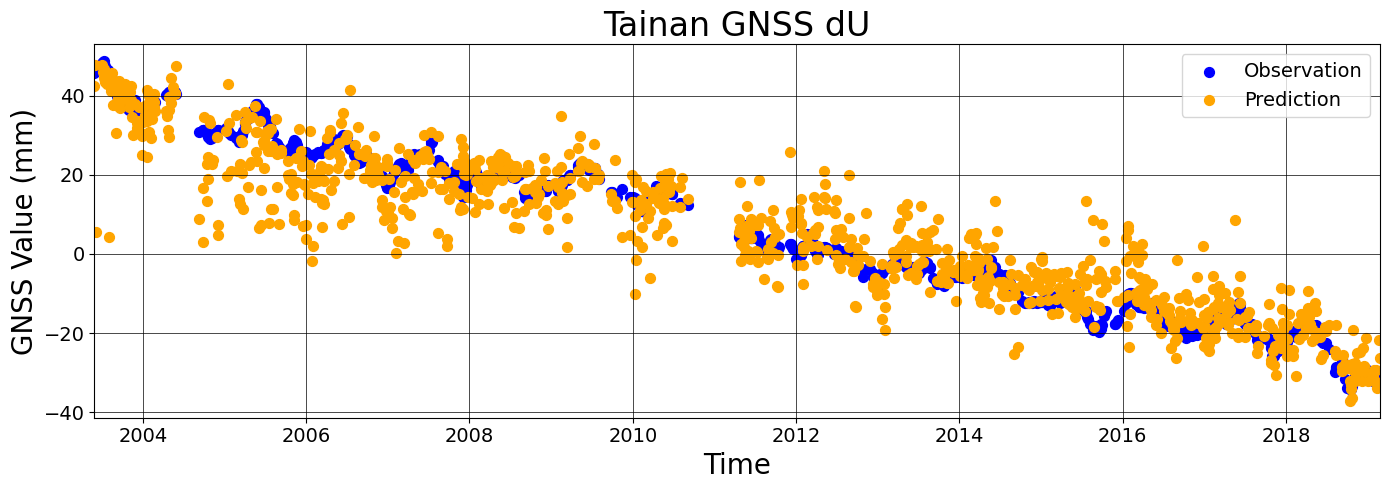 Tainan GNSS dU
Observation
Prediction
GNSS Value (mm)
40
20
0
−20
−40
2004 2006 2008 2010 2012 2014 2016 2018
Time